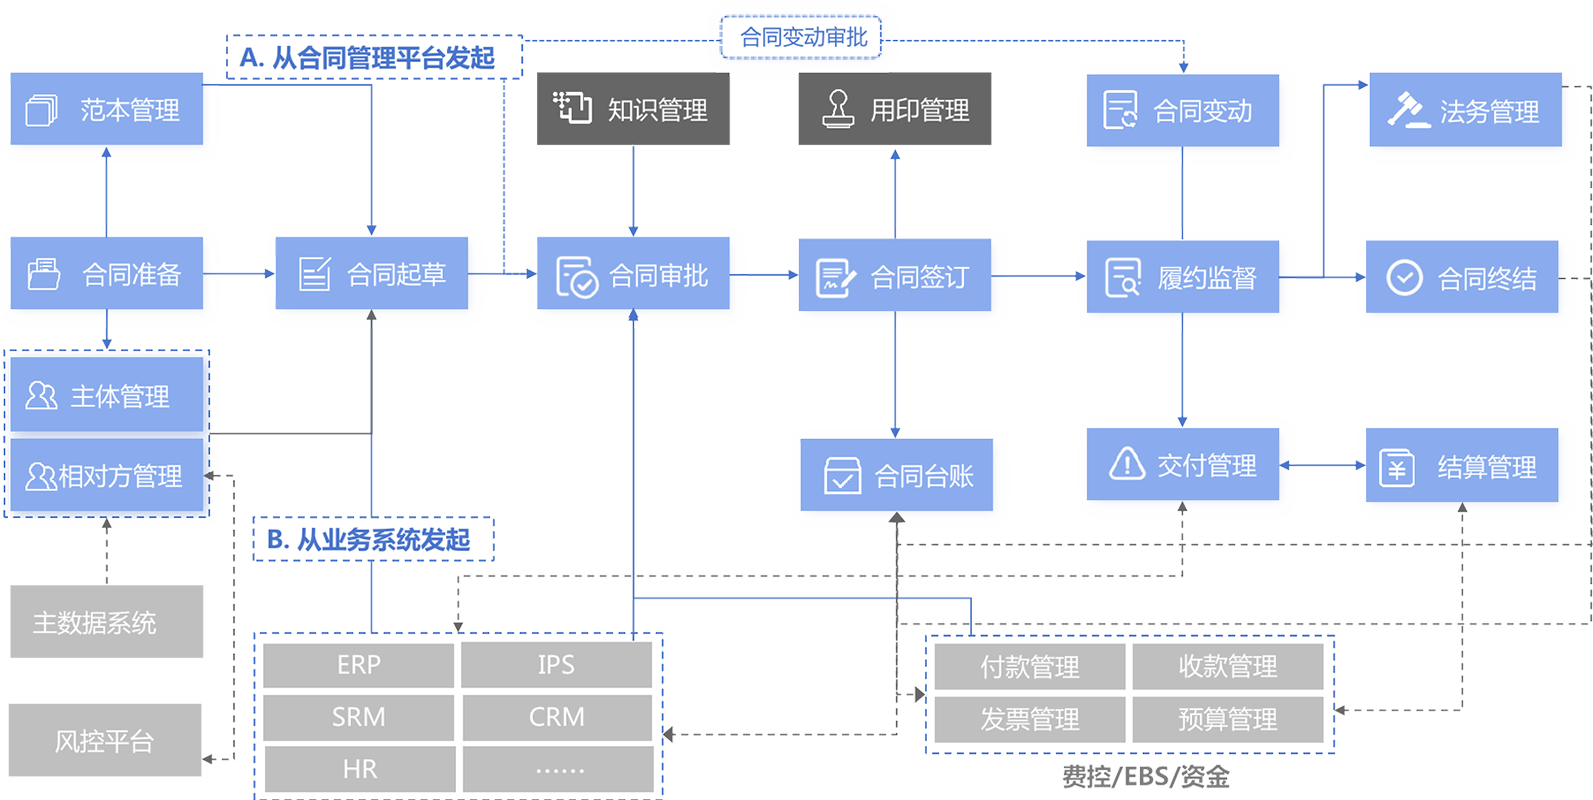 合同变动审批
A. 从合同管理平台发起
范本管理
知识管理
用印管理
合同变动
法务管理
合同准备
合同起草
合同审批
合同签订
履约监督
合同终结
主体管理
相对方管理
合同台账
交付管理
结算管理
B. 从业务系统发起
主数据系统
风控平台
ERP
IPS
SRM
CRM
HR
······
付款管理
收款管理
发票管理
预算管理
费控/EBS/资金